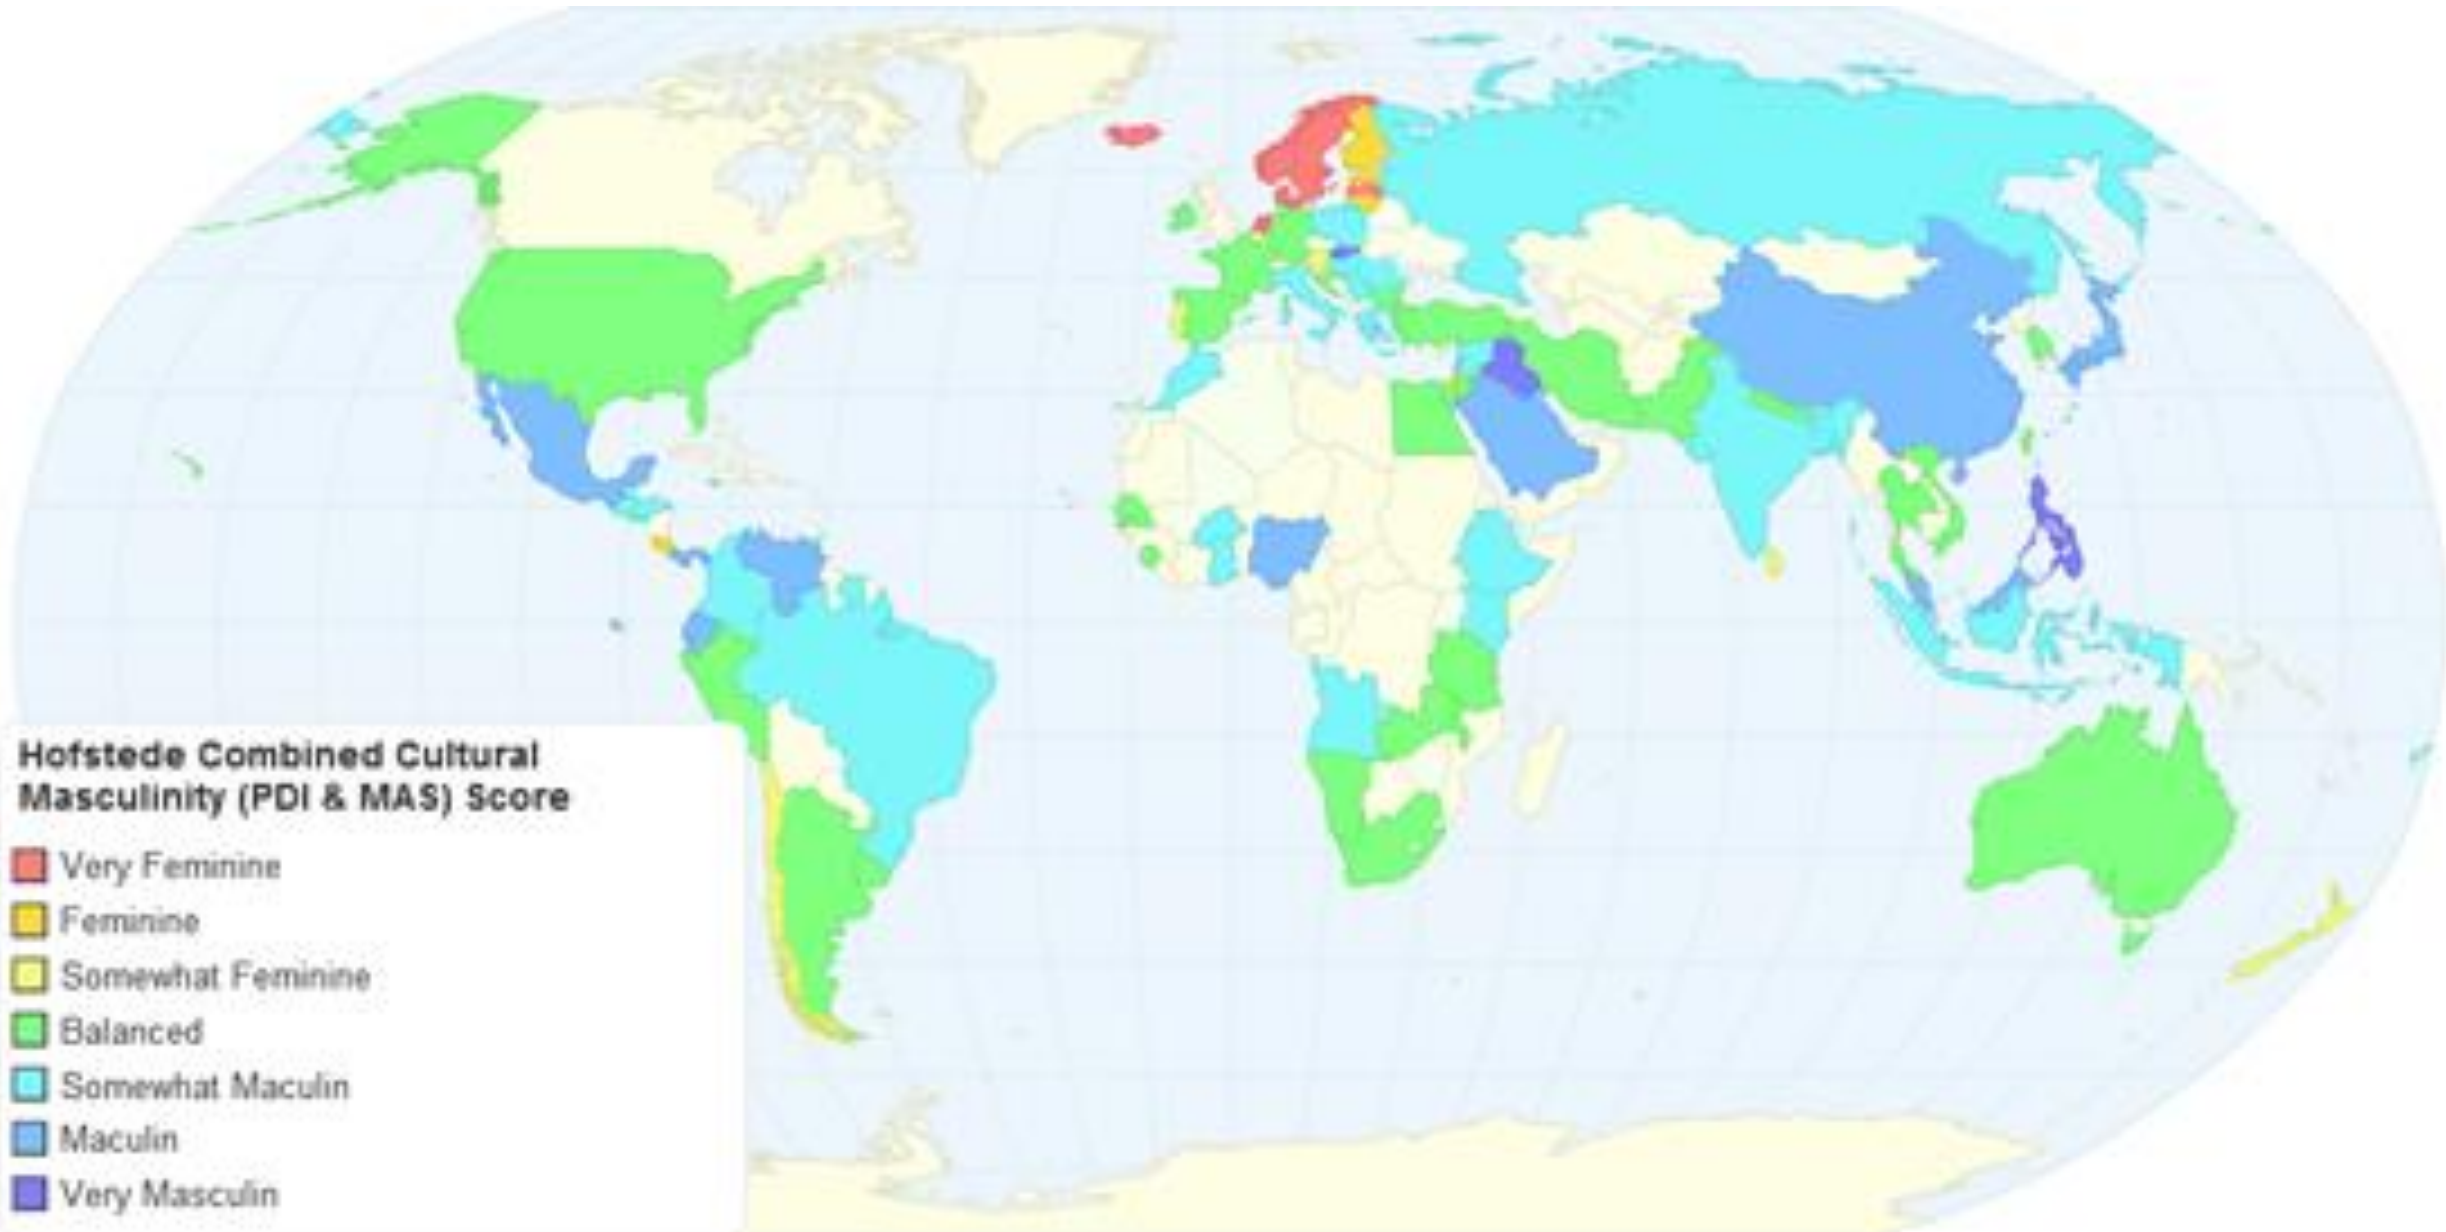 Hofstede Combined Cultural
Masculinity (PDI & MAS) Score
Very Feminine
Feminine
Somewhat Feminine
Balanced
Somewhat Maculin
Maculin
Very Masculin